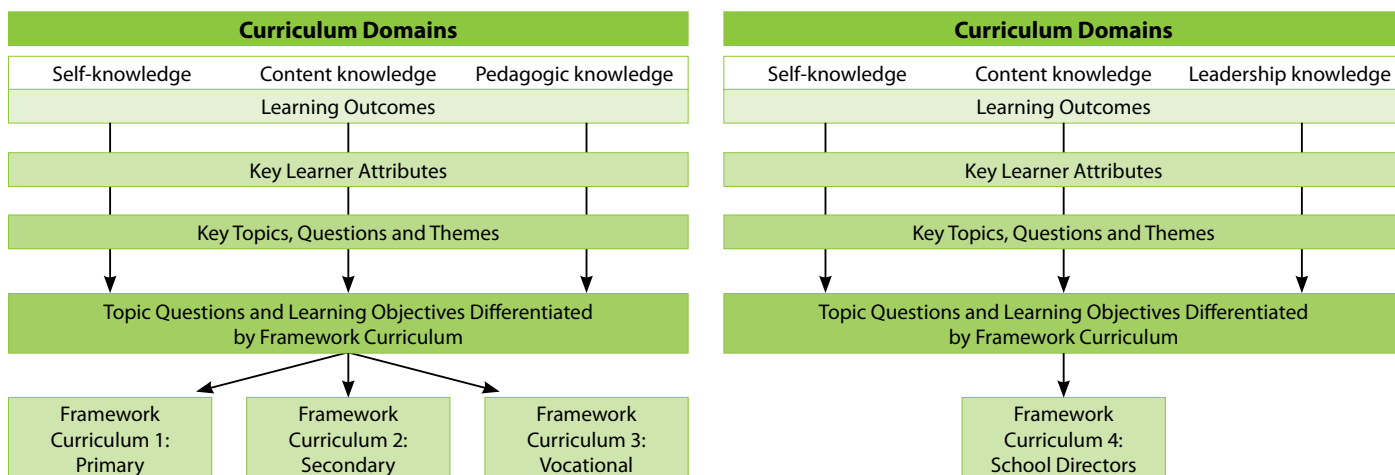 Curriculum Domains
Self-knowledge Content knowledge Pedagogic knowledge
Learning Outcomes
Key Learner Attributes
Key Topics, Questions and Themes
Topic Questions and Learning Objectives Differentiated
by Framework Curriculum
Framework
Curriculum 1:
Primary
Framework
Curriculum 2:
Secondary
Framework
Curriculum 3:
Vocational
Curriculum Domains
Self-knowledge Content knowledge Leadership knowledge
Learning Outcomes
Key Learner Attributes
Key Topics, Questions and Themes
Topic Questions and Learning Objectives Differentiated
by Framework Curriculum
Framework
Curriculum 4:
School Directors